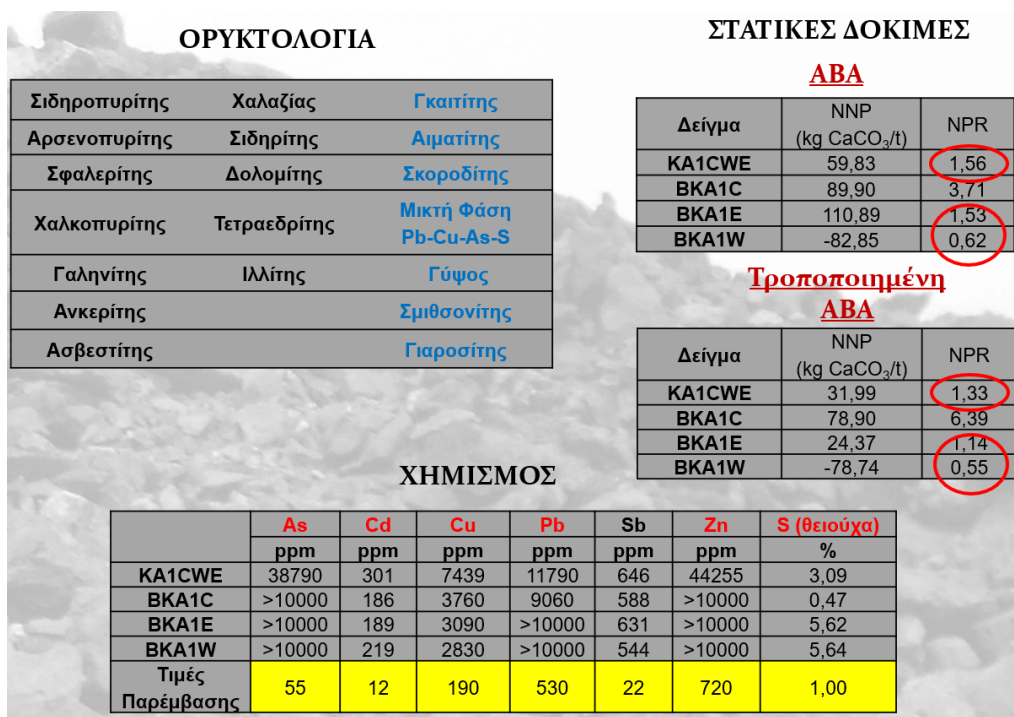 ΟΡΥΚΤΟΛΟΓΙΑ
Σιδηροπυρίτης Χαλαζίας Γκαιτίτης
Αρσενοπυρίτης Σιδηρίτης Αιματίτης
Σφαλερίτης Δολομίτης Σκοροδίτης
Χαλκοπυρίτης Τετραεδρίτης Μικτή Φάση
Pb-Cu-As-S
Γαληνίτης Ιλλίτης Γύψος
Ανκερίτης Σμιθσονίτης
Ασβεστίτης Γιαροσίτης
ΣΤΑΤΙΚΕΣ ΔΟΚΙΜΕΣ
ABA
Δείγμα NNP (kg CaCO₃/t) NPR
KA1CWE 59,83 1,56
BKA1C 89,90 3,71
BKA1E 110,89 1,53
BKA1W -82,85 0,62
Τροποποιημένη
ABA
Δείγμα NNP (kg CaCO₃/t) NPR
KA1CWE 31,99 1,33
BKA1C 78,90 6,39
BKA1E 24,37 1,14
BKA1W -78,74 0,55
ΧΗΜΙΣΜΟΣ
As Cd Cu Pb Sb Zn S (θειούχα)
ppm ppm ppm ppm ppm ppm %
KA1CWE 38790 301 7439 11790 646 44255 3,09
BKA1C >10000 186 3760 9060 588 >10000 0,47
BKA1E >10000 189 3090 >10000 631 >10000 5,62
BKA1W >10000 219 2830 >10000 544 >10000 5,64
Τιμές
Παρέμβασης 55 12 190 530 22 720 1,00